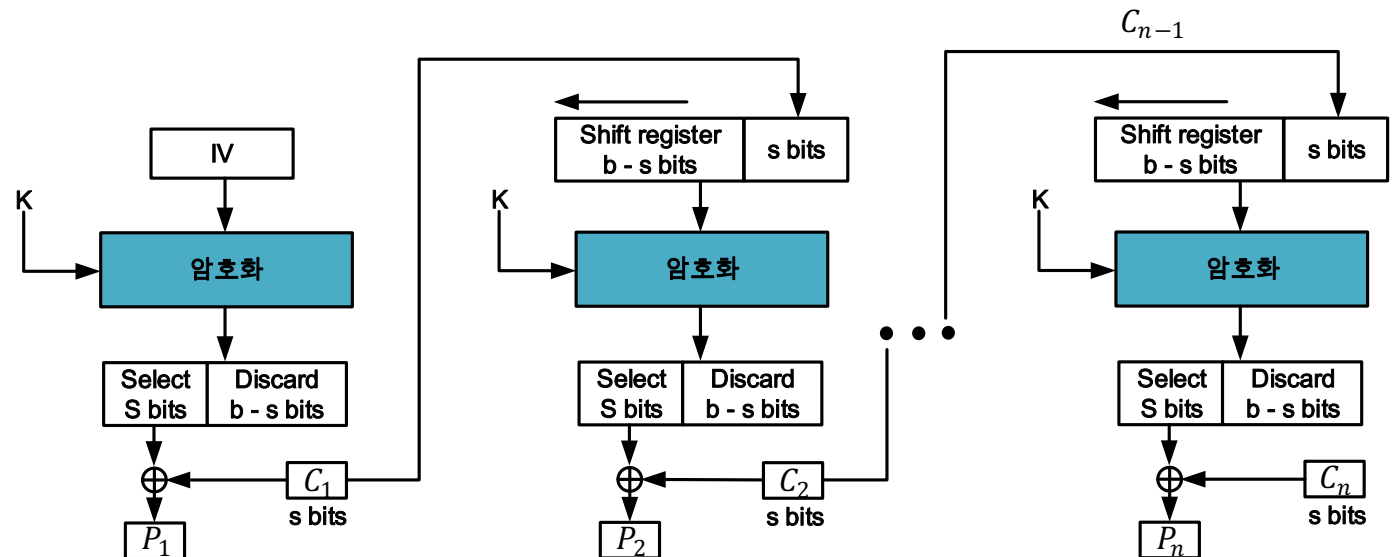 C_{n-1}
IV
Shift register
b - s bits
s bits
Shift register
b - s bits
s bits
K
K
K
암호화
암호화
암호화
Select
S bits
Discard
b - s bits
Select
S bits
Discard
b - s bits
Select
S bits
Discard
b - s bits
C_1
s bits
C_2
s bits
C_n
s bits
P_1
P_2
P_n